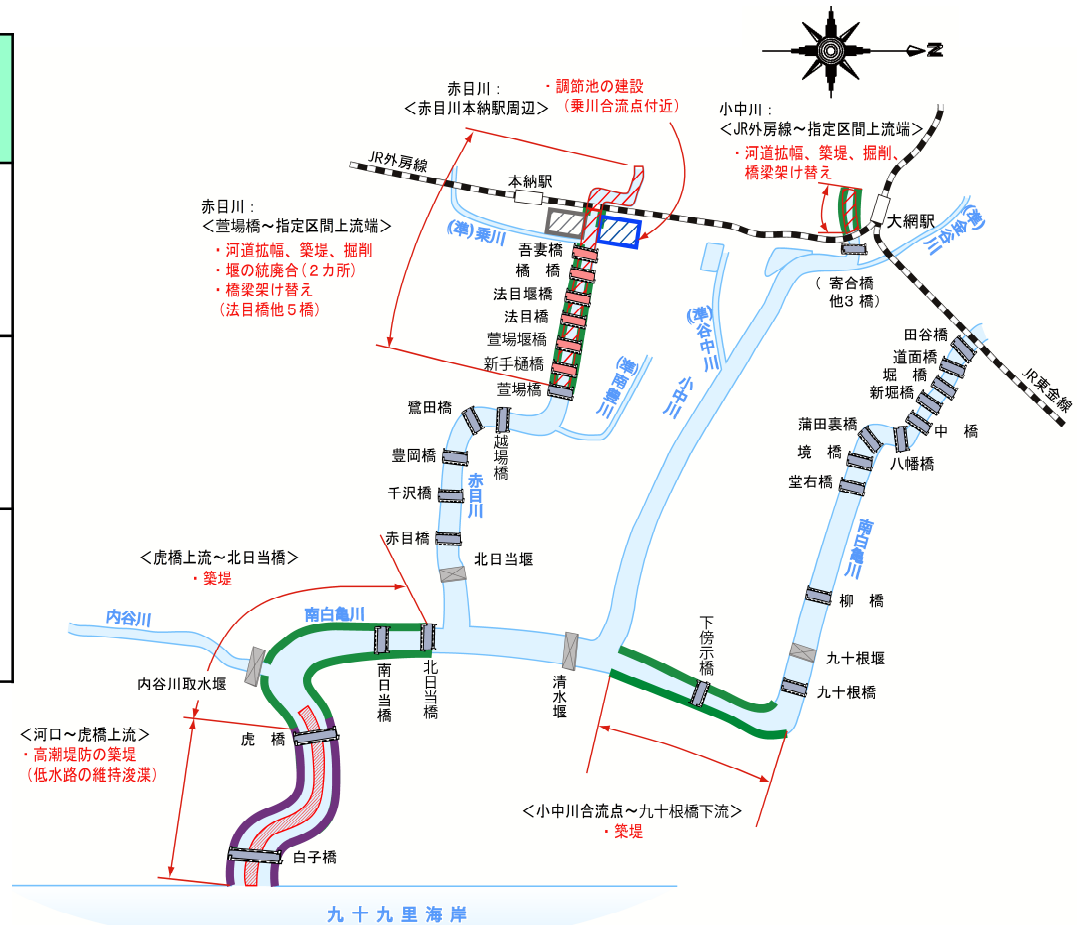 N
赤目川：
＜赤目川本納駅周辺＞
・調節池の建設
（乗川合流点付近）
小中川：
＜JR外房線～指定区間上流端＞
・河道拡幅、築堤、掘削、
橋梁架け替え
JR外房線
本納駅
大網駅
(準)金谷川
(準)乗川
赤目川：
＜萱場橋～指定区間上流端＞
・河道拡幅、築堤、掘削
・堰の統廃合(２カ所)
・橋梁架け替え
（法目橋他５橋）
吾妻橋
橘　橋
法目堰橋
法目橋
萱場堰橋
新手樋橋
萱場橋
（寄合橋
他３橋）
(準)谷中川
小中川
(準)南豊川
田谷橋
道面橋
堀　橋
新堀橋
中　橋
JR東金線
蒲田裏橋
八幡橋
境　橋
堂右橋
鷺田橋
越場橋
豊岡橋
千沢橋
赤目川
赤目橋
北日当堰
南白亀川
柳　橋
九十根堰
九十根橋
＜虎橋上流～北日当橋＞
・築堤
内谷川
南白亀川
内谷川取水堰
南日当橋
北日当橋
清水堰
下傍示橋
＜河口～虎橋上流＞
・高潮堤防の築堤
（低水路の維持浚渫）
虎　橋
＜小中川合流点～九十根橋下流＞
・築堤
白子橋
九十九里海岸